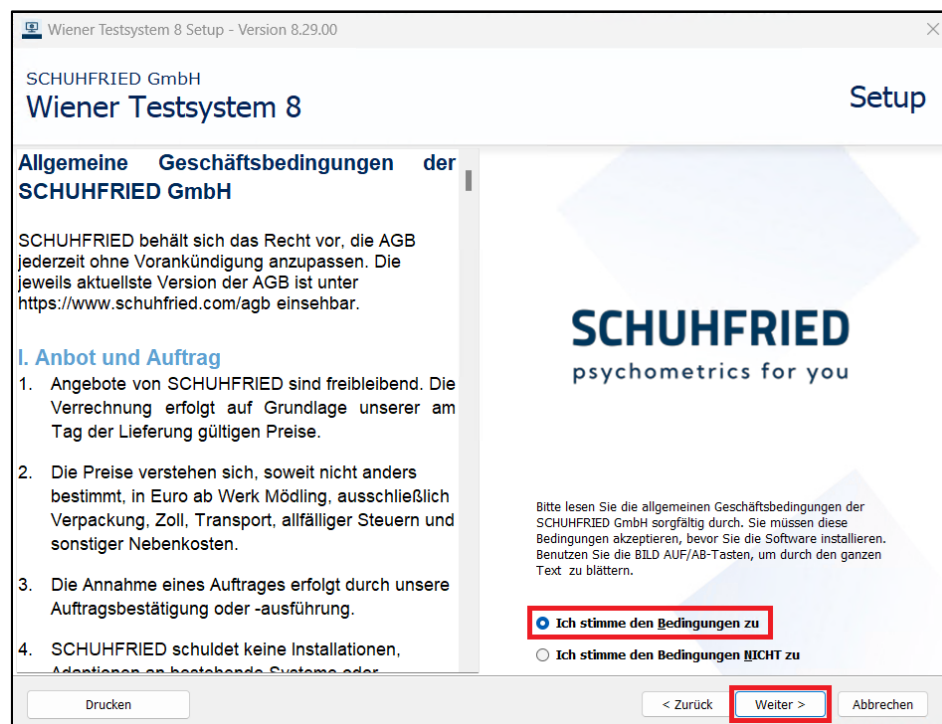 Wiener Testsystem 8 Setup - Version 8.29.00
SCHUHFRIED GmbH
Wiener Testsystem 8
Setup
Allgemeine Geschäftsbedingungen der
SCHUHFRIED GmbH
SCHUHFRIED behält sich das Recht vor, die AGB
jederzeit ohne Vorankündigung anzupassen. Die
jeweils aktuellste Version der AGB ist unter
https://www.schuhfried.com/agb einsehbar.
I. Anbot und Auftrag
1. Angebote von SCHUHFRIED sind freibleibend. Die
Verrechnung erfolgt auf Grundlage unserer am
Tag der Lieferung gültigen Preise.
2. Die Preise verstehen sich, soweit nicht anders
bestimmt, in Euro ab Werk Mödling, ausschließlich
Verpackung, Zoll, Transport, allfälliger Steuern und
sonstiger Nebenkosten.
3. Die Annahme eines Auftrages erfolgt durch unsere
Auftragsbestätigung oder -ausführung.
4. SCHUHFRIED schuldet keine Installationen,
Adaptionen an bestehende Systeme oder
SCHUHFRIED
psychometrics for you
Bitte lesen Sie die allgemeinen Geschäftsbedingungen der
SCHUHFRIED GmbH sorgfältig durch. Sie müssen diese
Bedingungen akzeptieren, bevor Sie die Software installieren.
Benutzen Sie die BILD AUF/AB-Tasten, um durch den ganzen
Text zu blättern.
Ich stimme den Bedingungen zu
Ich stimme den Bedingungen NICHT zu
Drucken
< Zurück
Weiter >
Abbrechen